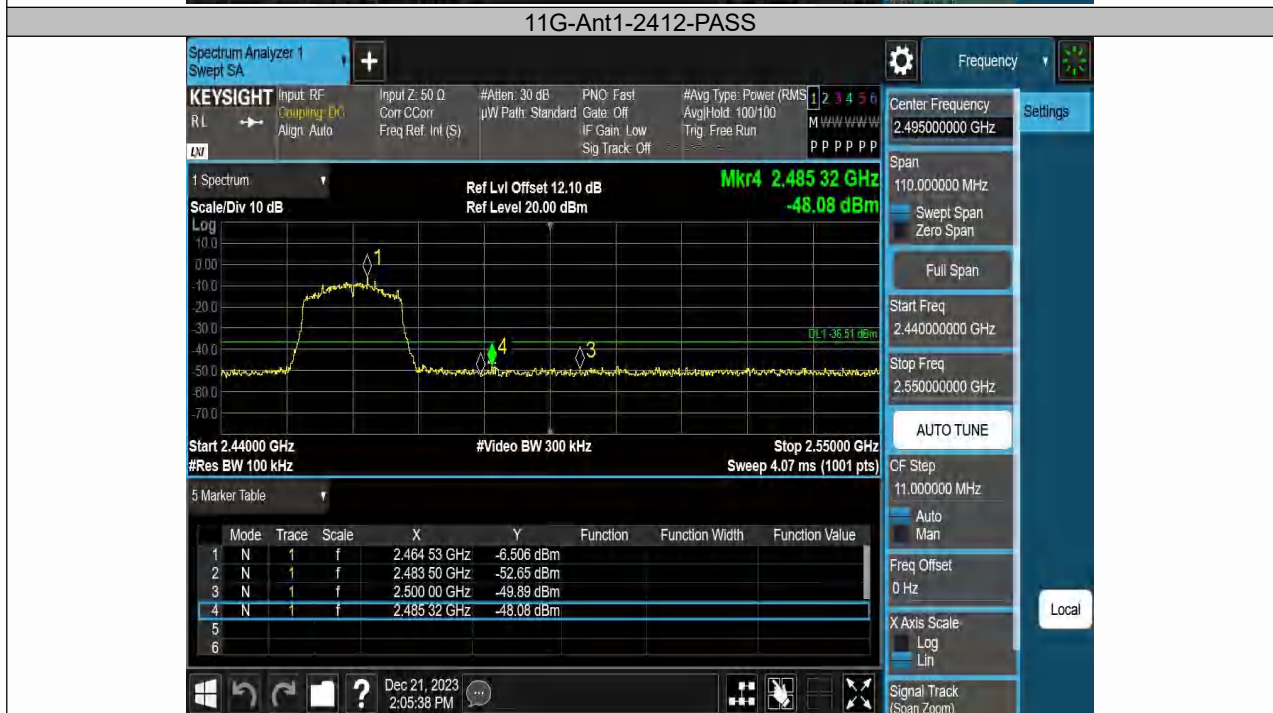 11G-Ant1-2412-PASS
Spectrum Analyzer 1
Swept SA
+
Frequency
KEYSIGHT
RL
LXI
Input: RF
Coupling: DC
Align: Auto
Input Z: 50 Ω
Corr CCorr
Freq Ref: Int (S)
#Atten: 30 dB
µW Path: Standard
PNO: Fast
Gate: Off
IF Gain: Low
Sig Track: Off
#Avg Type: Power (RMS
Avg|Hold: 100/100
Trig: Free Run
1 2 3 4 5 6
M W W W W W
P P P P P P
1 Spectrum
Scale/Div 10 dB
Ref Lvl Offset 12.10 dB
Ref Level 20.00 dBm
Mkr4 2.485 32 GHz
-48.08 dBm
Log
10.0
0.00
-10.0
-20.0
-30.0
-40.0
-50.0
-60.0
-70.0
1
4
3
DL1 -36.51 dBm
Start 2.44000 GHz
#Res BW 100 kHz
#Video BW 300 kHz
Stop 2.55000 GHz
Sweep 4.07 ms (1001 pts)
5 Marker Table
Mode Trace Scale X Y Function Function Width Function Value
1 N 1 f 2.464 53 GHz -6.506 dBm
2 N 1 f 2.483 50 GHz -52.65 dBm
3 N 1 f 2.500 00 GHz -49.89 dBm
4 N 1 f 2.485 32 GHz -48.08 dBm
5
6
?
Dec 21, 2023
2:05:38 PM
Center Frequency
2.495000000 GHz
Settings
Span
110.000000 MHz
Swept Span
Zero Span
Full Span
Start Freq
2.440000000 GHz
Stop Freq
2.550000000 GHz
AUTO TUNE
CF Step
11.000000 MHz
Auto
Man
Freq Offset
0 Hz
X Axis Scale
Log
Lin
Local
Signal Track
(Span Zoom)